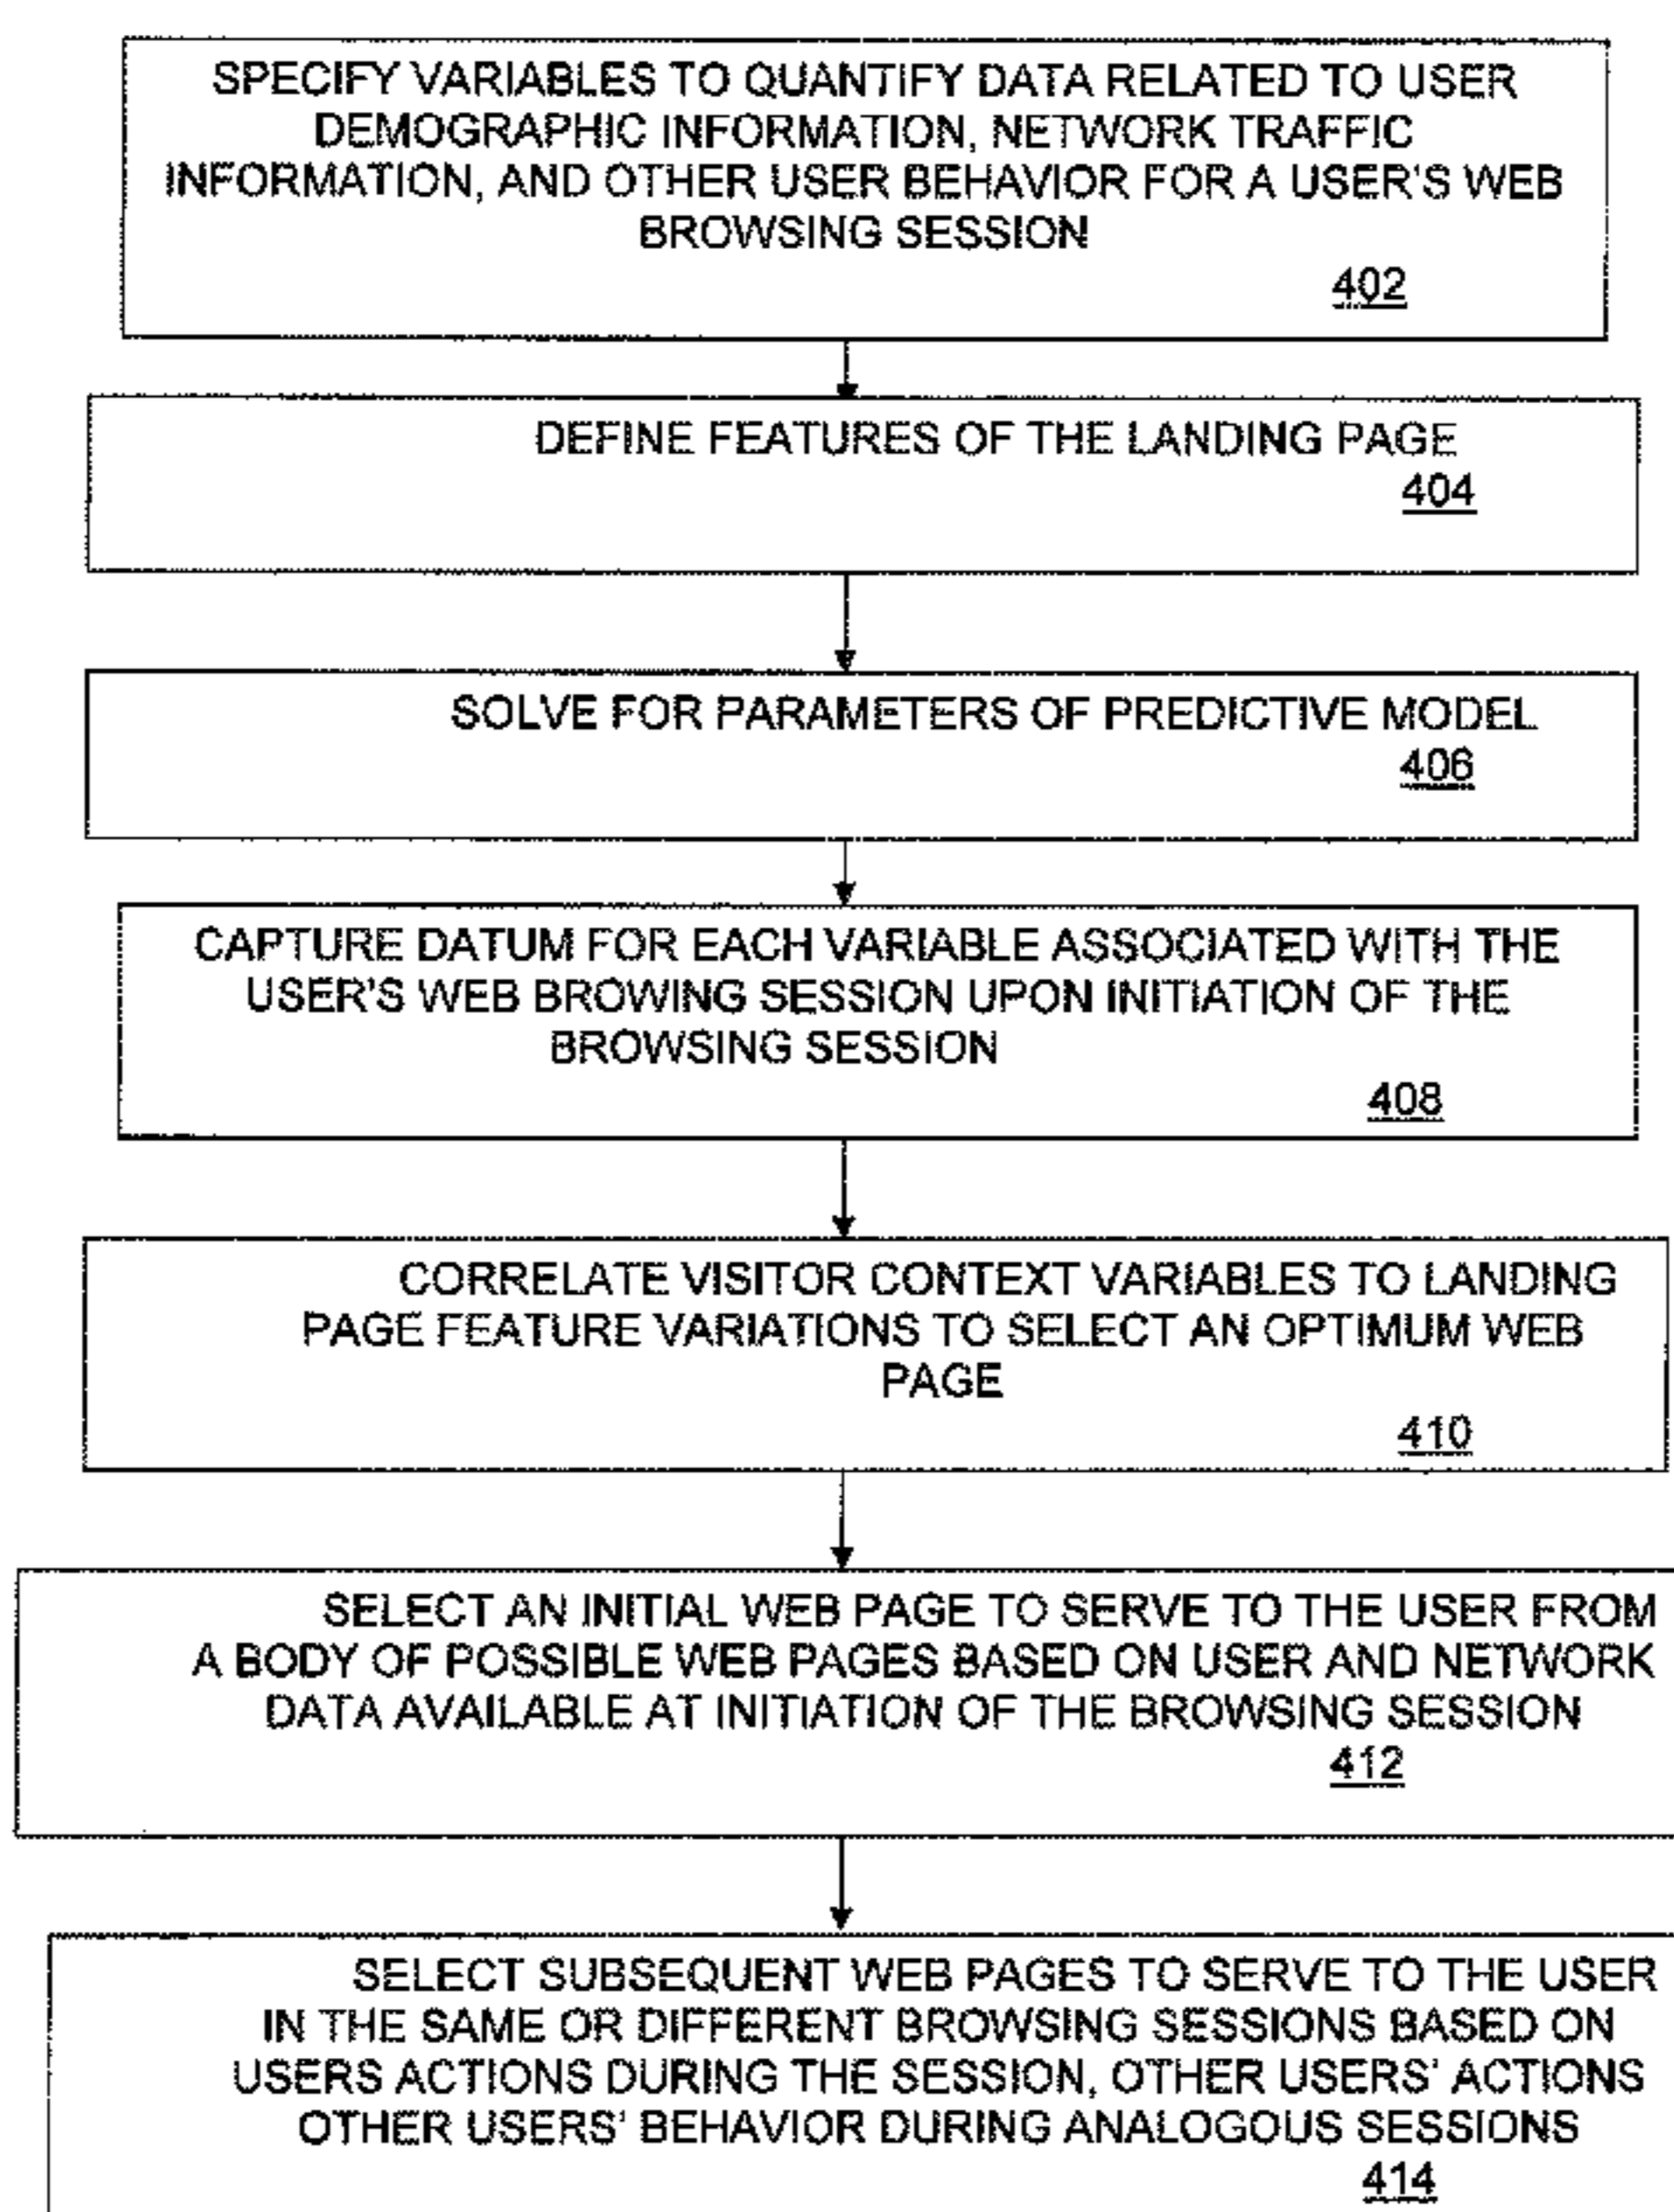 SPECIFY VARIABLES TO QUANTIFY DATA RELATED TO USER
DEMOGRAPHIC INFORMATION, NETWORK TRAFFIC
INFORMATION, AND OTHER USER BEHAVIOR FOR A USER'S WEB
BROWSING SESSION
402
DEFINE FEATURES OF THE LANDING PAGE
404
SOLVE FOR PARAMETERS OF PREDICTIVE MODEL
406
CAPTURE DATUM FOR EACH VARIABLE ASSOCIATED WITH THE
USER'S WEB BROWING SESSION UPON INITIATION OF THE
BROWSING SESSION
408
CORRELATE VISITOR CONTEXT VARIABLES TO LANDING
PAGE FEATURE VARIATIONS TO SELECT AN OPTIMUM WEB
PAGE
410
SELECT AN INITIAL WEB PAGE TO SERVE TO THE USER FROM
A BODY OF POSSIBLE WEB PAGES BASED ON USER AND NETWORK
DATA AVAILABLE AT INITIATION OF THE BROWSING SESSION
412
SELECT SUBSEQUENT WEB PAGES TO SERVE TO THE USER
IN THE SAME OR DIFFERENT BROWSING SESSIONS BASED ON
USERS ACTIONS DURING THE SESSION, OTHER USERS' ACTIONS
OTHER USERS' BEHAVIOR DURING ANALOGOUS SESSIONS
414